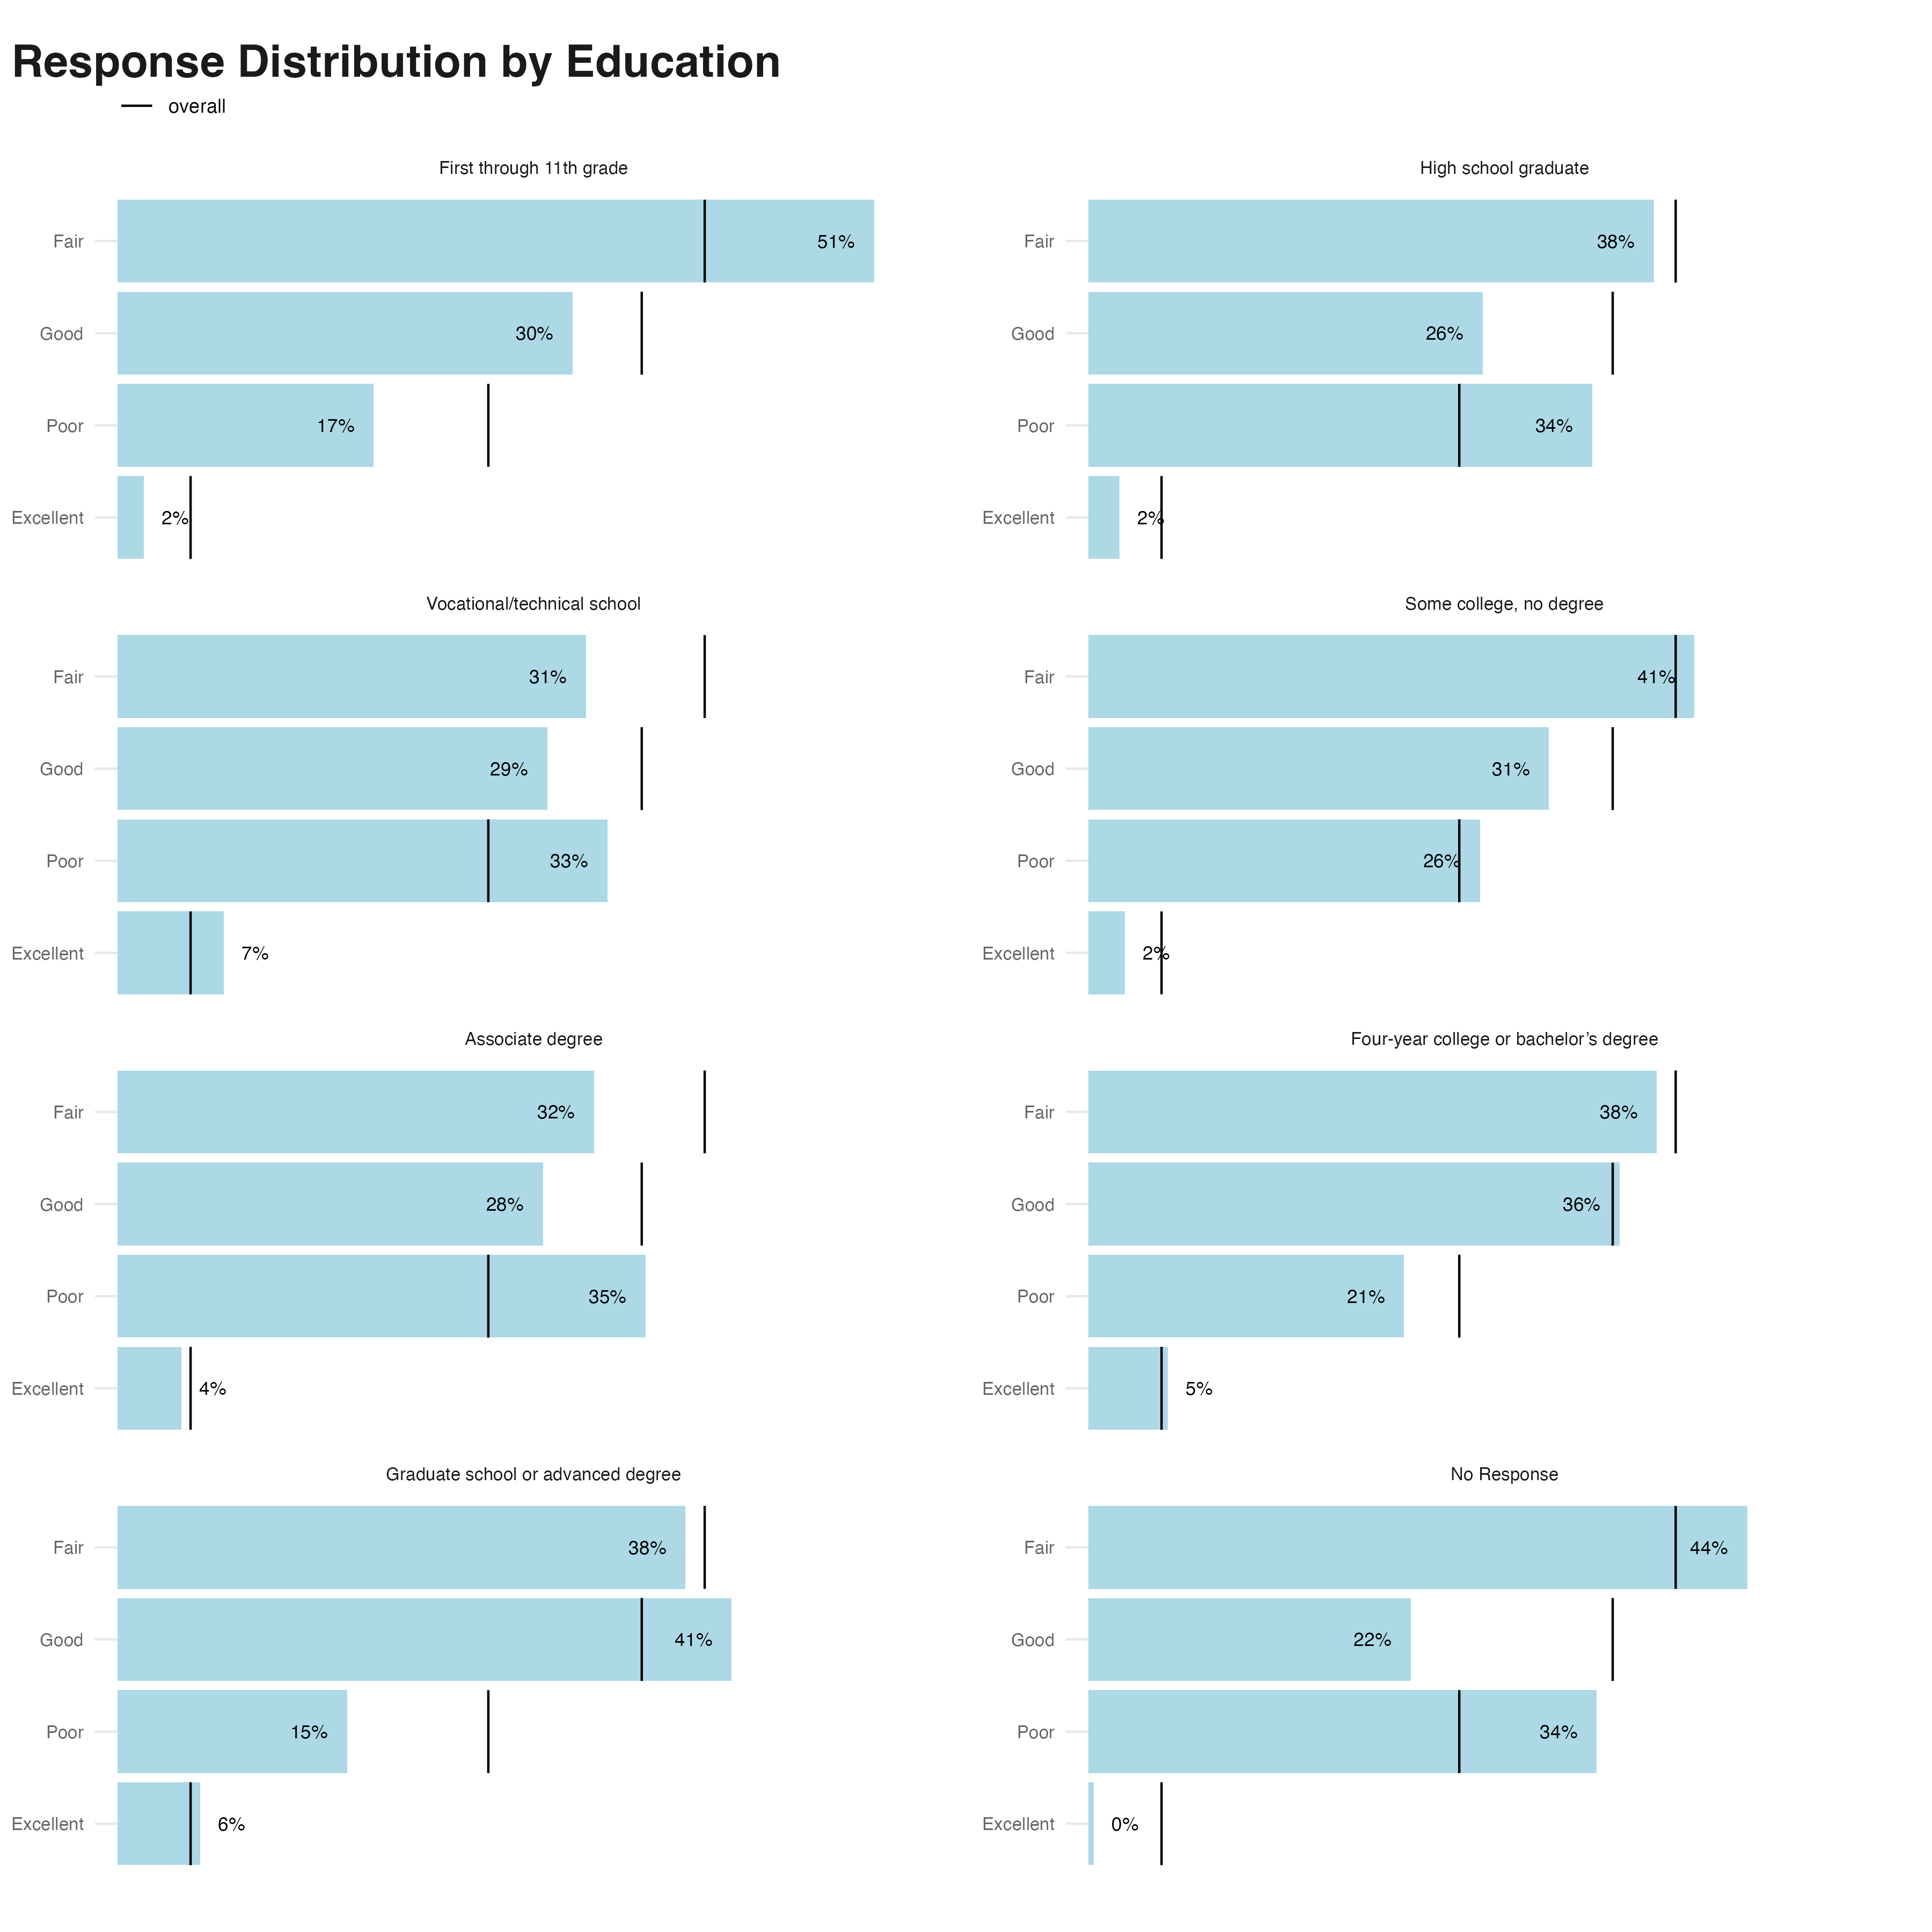 Response Distribution by Education
overall
First through 11th grade
Fair
51%
Good
30%
Poor
17%
Excellent
2%
High school graduate
Fair
38%
Good
26%
Poor
34%
Excellent
2%
Vocational/technical school
Fair
31%
Good
29%
Poor
33%
Excellent
7%
Some college, no degree
Fair
41%
Good
31%
Poor
26%
Excellent
2%
Associate degree
Fair
32%
Good
28%
Poor
35%
Excellent
4%
Four-year college or bachelor’s degree
Fair
38%
Good
36%
Poor
21%
Excellent
5%
Graduate school or advanced degree
Fair
38%
Good
41%
Poor
15%
Excellent
6%
No Response
Fair
44%
Good
22%
Poor
34%
Excellent
0%